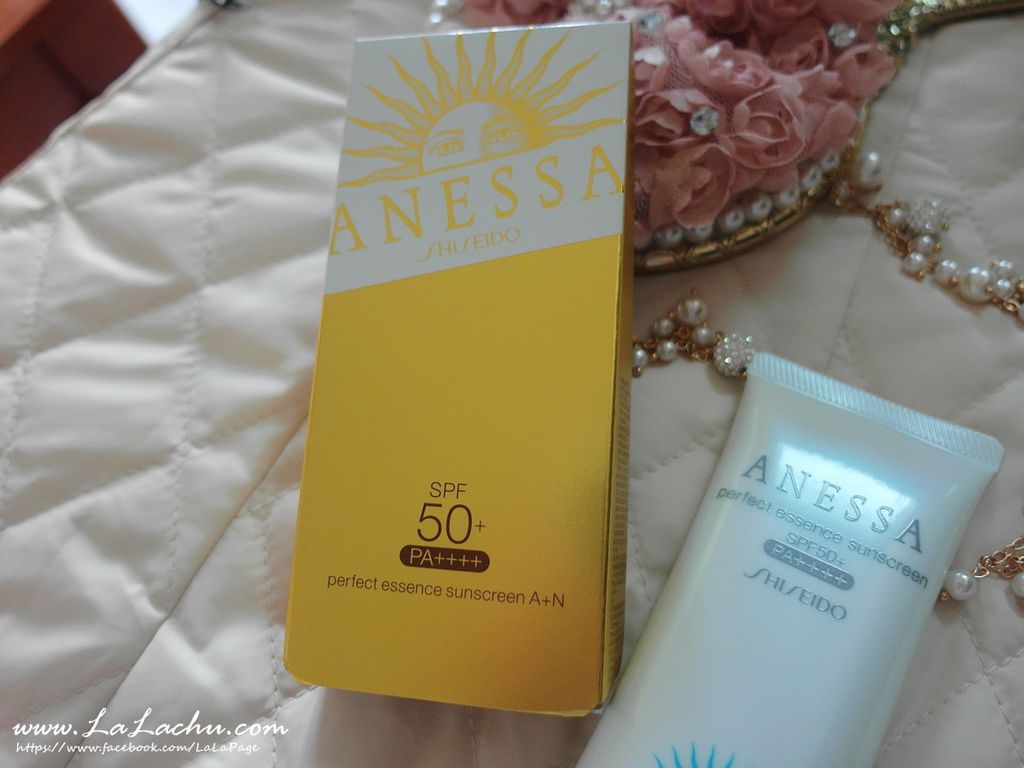 ANESSA
SHISEIDO
SPF
50+
PA++++
perfect essence sunscreen A+N
ANESSA
perfect essence sunscreen
SPF50+
PA++++
SHISEIDO
www.LaLachu.com
https://www.facebook.com/LaLaPage